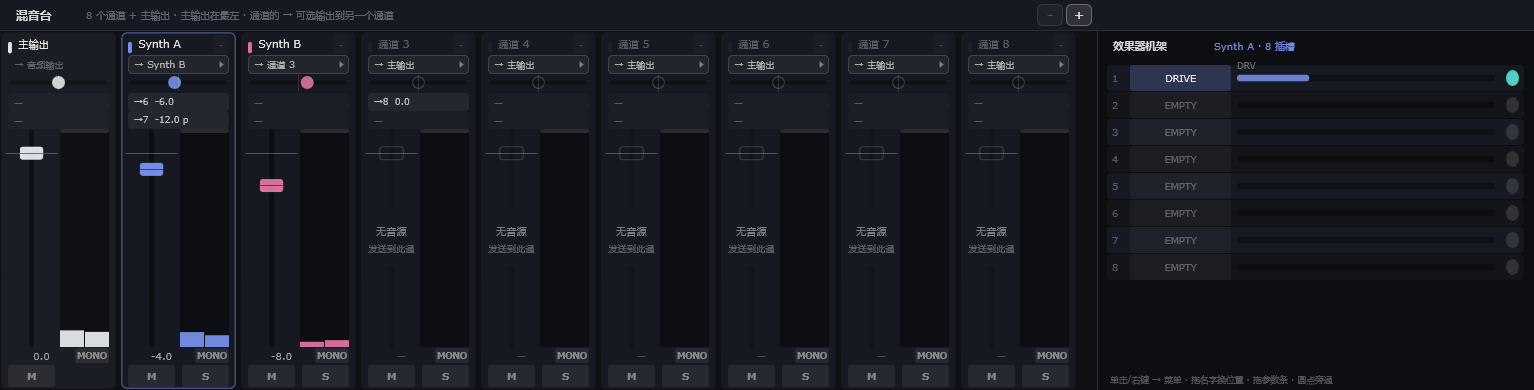 混音台
8 个通道 + 主输出 · 主输出在最左 · 通道的 → 可选输出到另一个通道
-
+
主输出
→ 音频输出
—
—
0.0
MONO
M
Synth A
-
→ Synth B
→6 -6.0
→7 -12.0 p
-4.0
MONO
M
S
Synth B
-
→ 通道 3
—
—
-8.0
MONO
M
S
通道 3
-
→ 主输出
→8 0.0
—
无音源
发送到此通
—
MONO
M
S
通道 4
-
→ 主输出
—
—
无音源
发送到此通
—
MONO
M
S
通道 5
-
→ 主输出
—
—
无音源
发送到此通
—
MONO
M
S
通道 6
-
→ 主输出
—
—
无音源
发送到此通
—
MONO
M
S
通道 7
-
→ 主输出
—
—
无音源
发送到此通
—
MONO
M
S
通道 8
-
→ 主输出
—
—
无音源
发送到此通
—
MONO
M
S
效果器机架
Synth A · 8 插槽
1 DRIVE DRV
2 EMPTY
3 EMPTY
4 EMPTY
5 EMPTY
6 EMPTY
7 EMPTY
8 EMPTY
单击/右键 → 菜单 · 拖名字换位置 · 拖参数条 · 圆点旁通